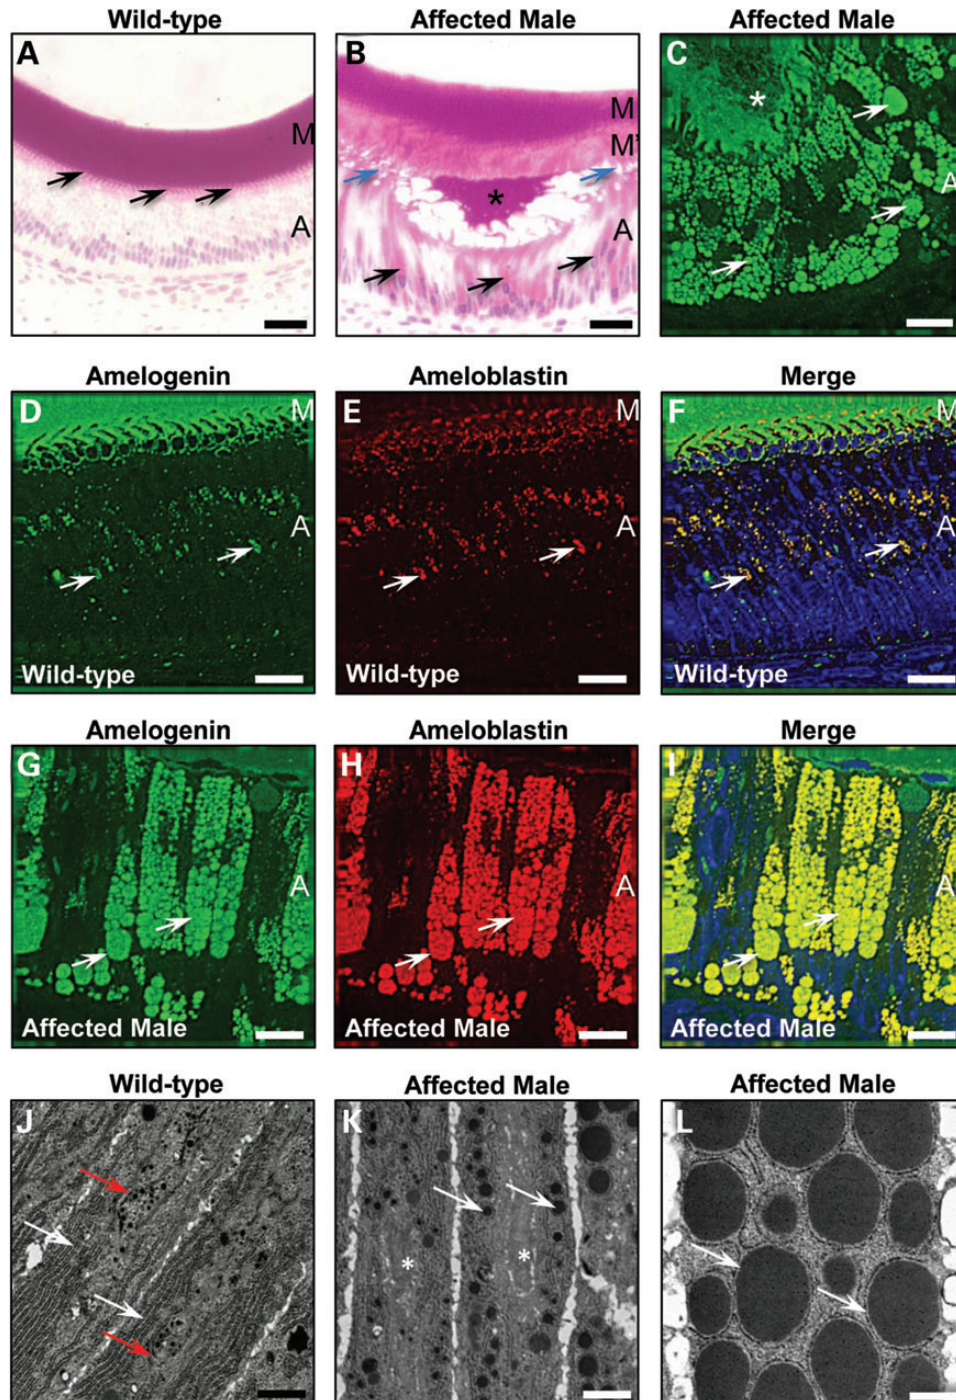 Wild-type Affected Male Affected Male
A B C
M M
M' *
* A
A A
Amelogenin Ameloblastin Merge
D M E M F M
A A A
Wild-type Wild-type Wild-type
Amelogenin Ameloblastin Merge
G H I
A A A
Affected Male Affected Male Affected Male
Wild-type Affected Male Affected Male
J K L
* *